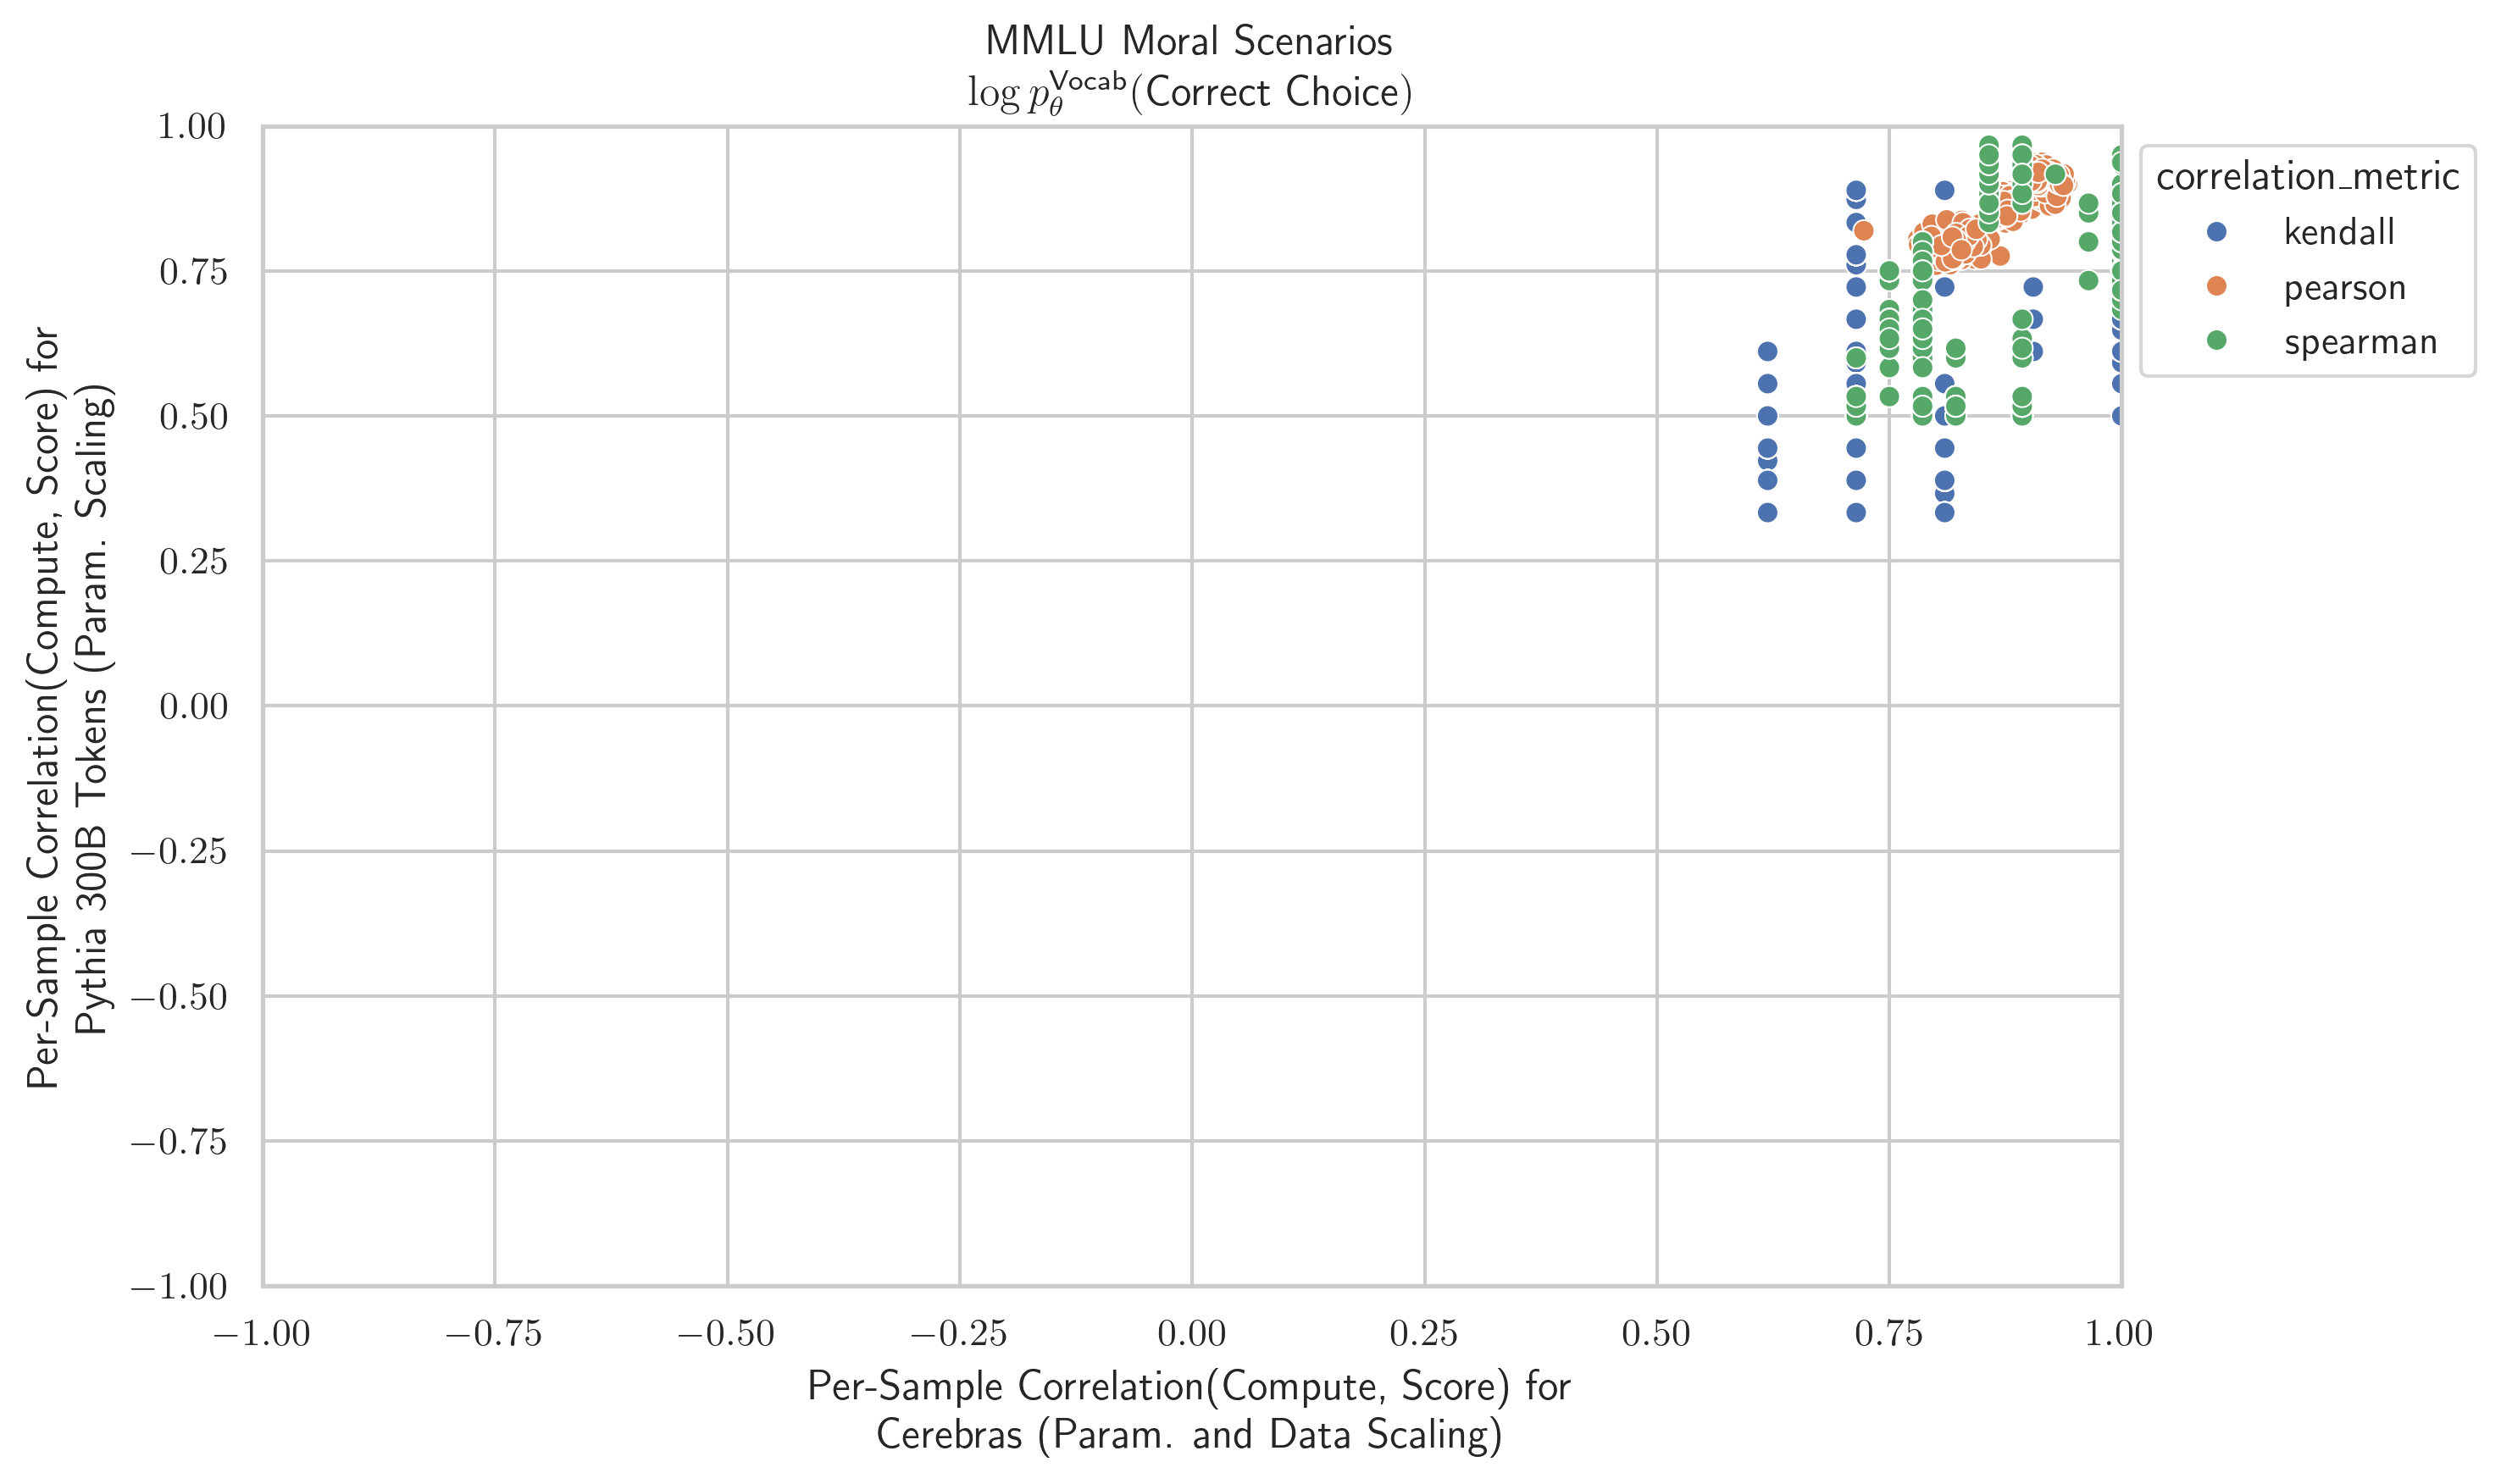 MMLU Moral Scenarios
log p_θ^Vocab(Correct Choice)
1.00
0.75
0.50
0.25
0.00
−0.25
−0.50
−0.75
−1.00
Per-Sample Correlation(Compute, Score) for
Pythia 300B Tokens (Param. Scaling)
correlation_metric
kendall
pearson
spearman
−1.00 −0.75 −0.50 −0.25 0.00 0.25 0.50 0.75 1.00
Per-Sample Correlation(Compute, Score) for
Cerebras (Param. and Data Scaling)